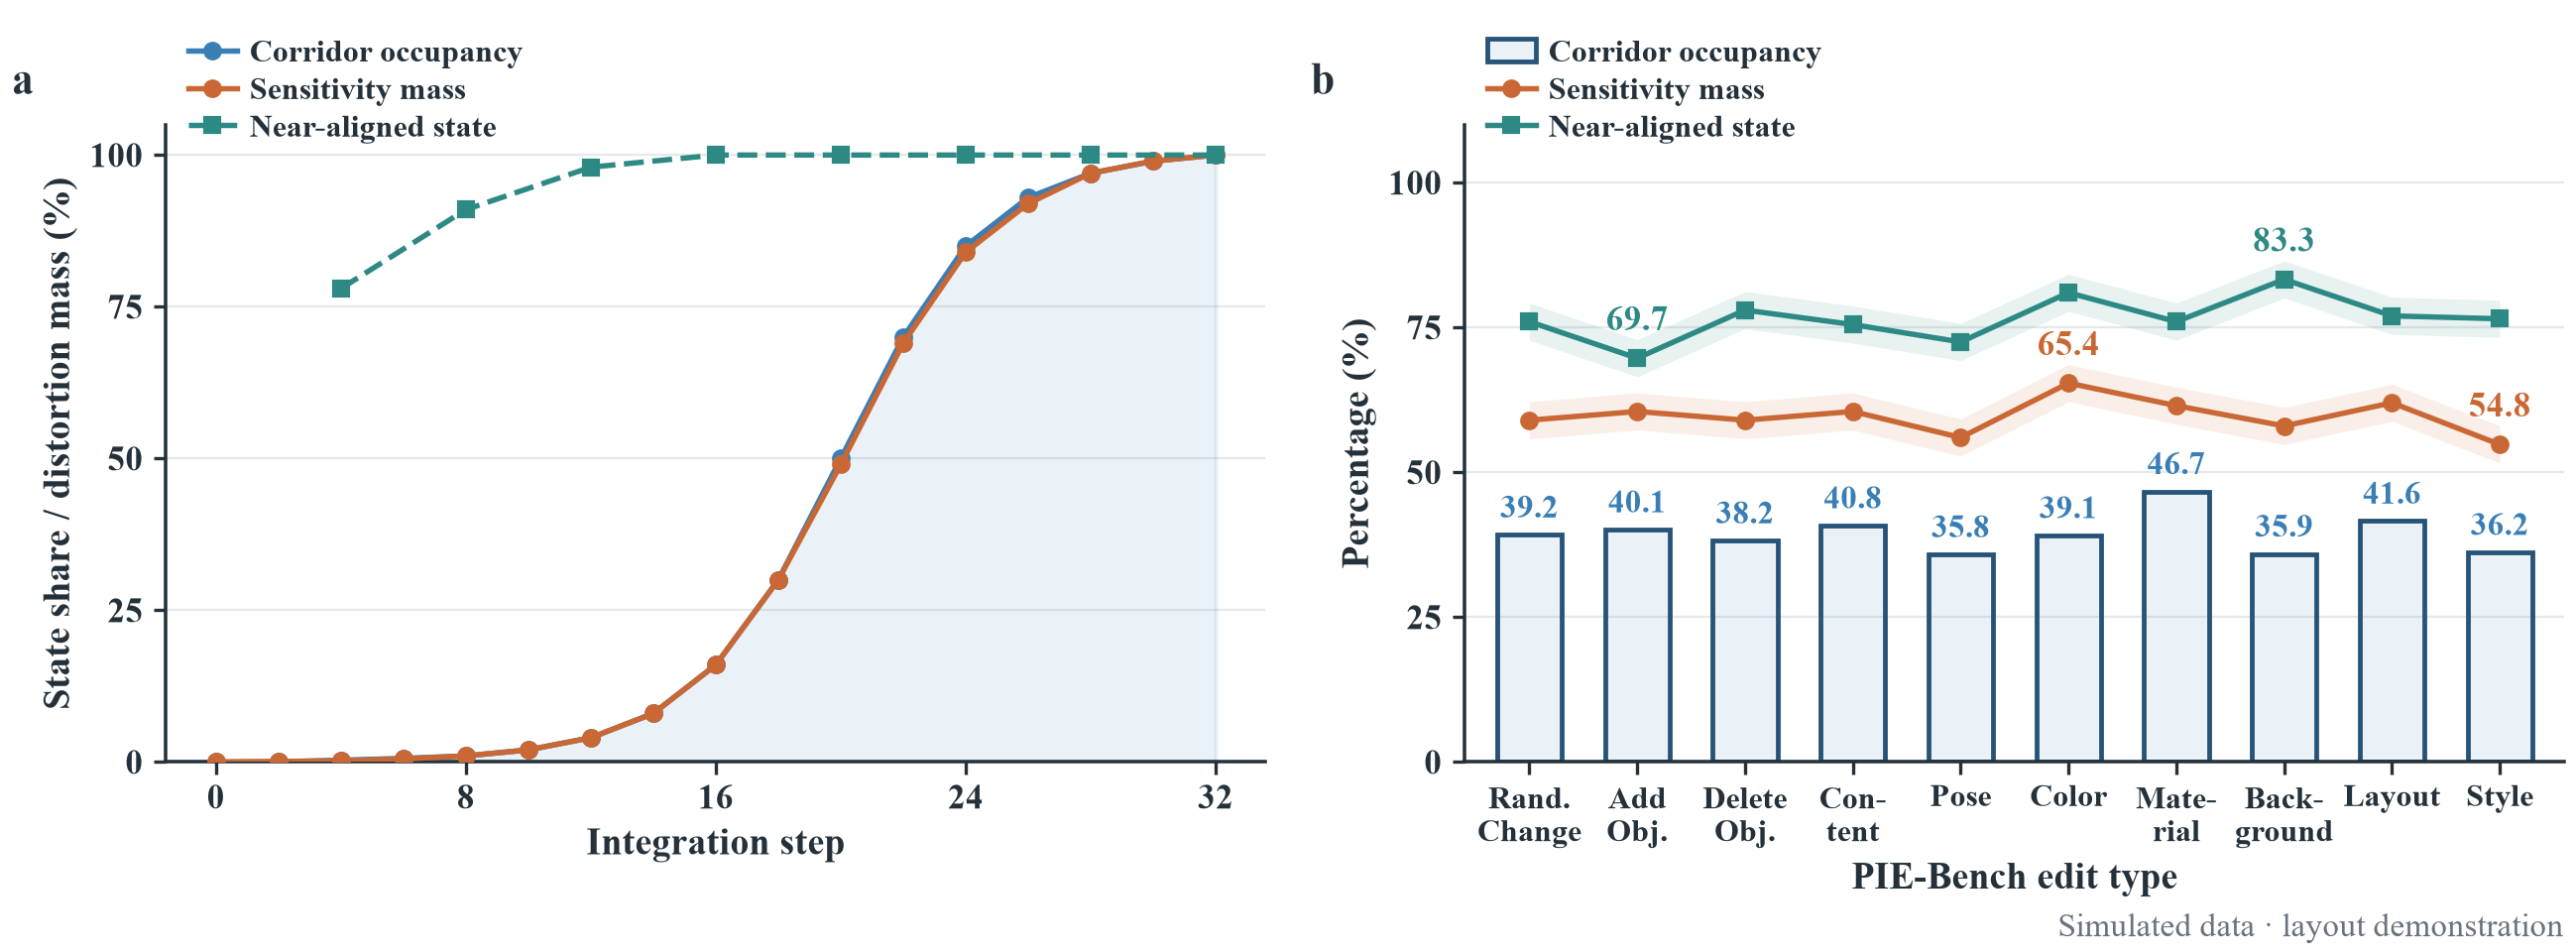 a
Corridor occupancy
Sensitivity mass
Near-aligned state
State share / distortion mass (%)
100
75
50
25
0
0 8 16 24 32
Integration step
b
Corridor occupancy
Sensitivity mass
Near-aligned state
Percentage (%)
100
75
50
25
0
83.3
69.7
65.4
54.8
39.2 40.1 38.2 40.8 35.8 39.1 46.7 35.9 41.6 36.2
Rand. Add Delete Con- Pose Color Mate- Back- Layout Style
Change Obj. Obj. tent rial ground
PIE-Bench edit type
Simulated data · layout demonstration